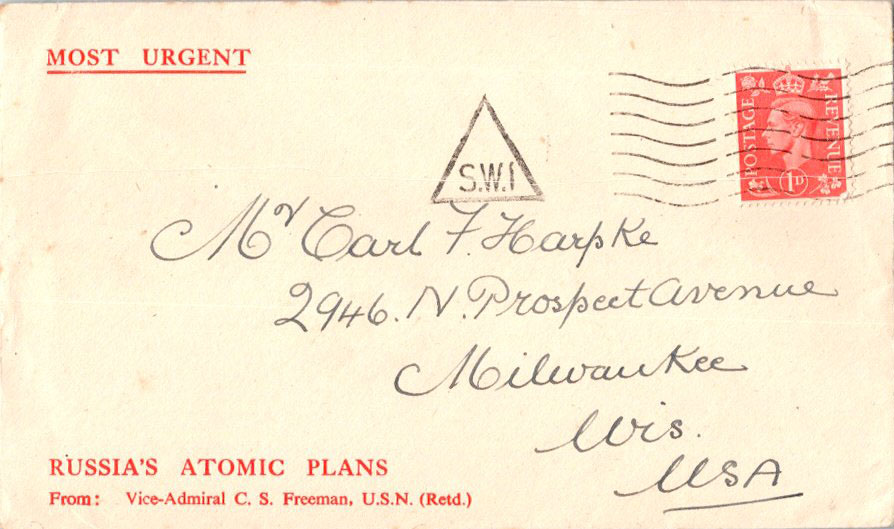 MOST URGENT
POSTAGE REVENUE
1D
S.W.1
Mr Carl F. Harpke
2946. N. Prospect Avenue
Milwaukee
Wis.
USA
RUSSIA'S ATOMIC PLANS
From: Vice-Admiral C. S. Freeman, U.S.N. (Retd.)